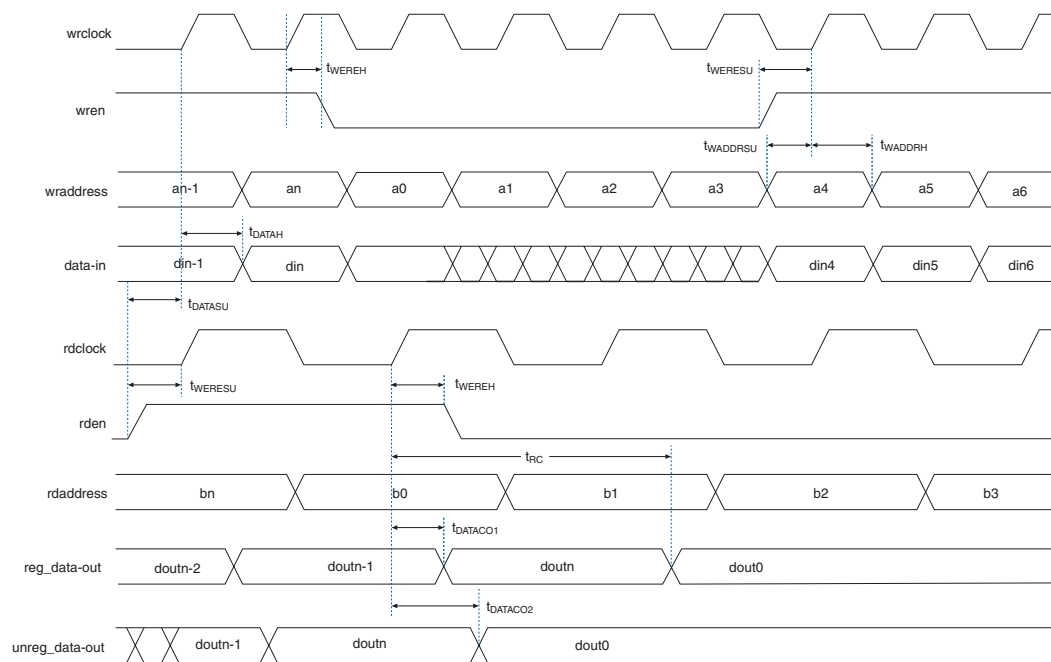 wrclock
tWEREH
tWERESU
wren
tWADDRSU
tWADDRH
wraddress an-1 an a0 a1 a2 a3 a4 a5 a6
tDATAH
data-in din-1 din din4 din5 din6
tDATASU
rdclock
tWERESU tWEREH
rden
tRC
rdaddress bn b0 b1 b2 b3
tDATACO1
reg_data-out doutn-2 doutn-1 doutn dout0
tDATACO2
unreg_data-out doutn-1 doutn dout0